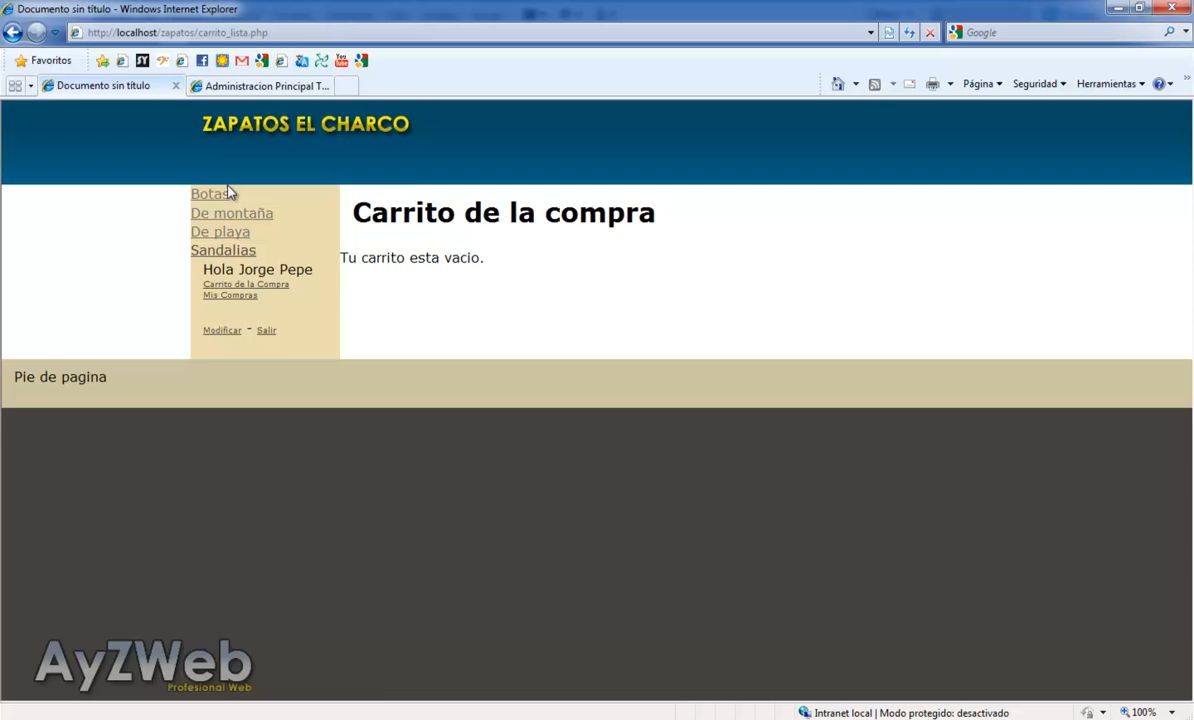 Documento sin título - Windows Internet Explorer
http://localhost/zapatos/carrito_lista.php
Google
Favoritos
SY
You
Tube
Documento sin título
Administracion Principal T...
Página
Seguridad
Herramientas
ZAPATOS EL CHARCO
Botas
De montaña
De playa
Sandalias
Hola Jorge Pepe
Carrito de la Compra
Mis Compras
Modificar - Salir
Carrito de la compra
Tu carrito esta vacio.
Pie de pagina
AyZWeb
Profesional Web
Intranet local | Modo protegido: desactivado
100%